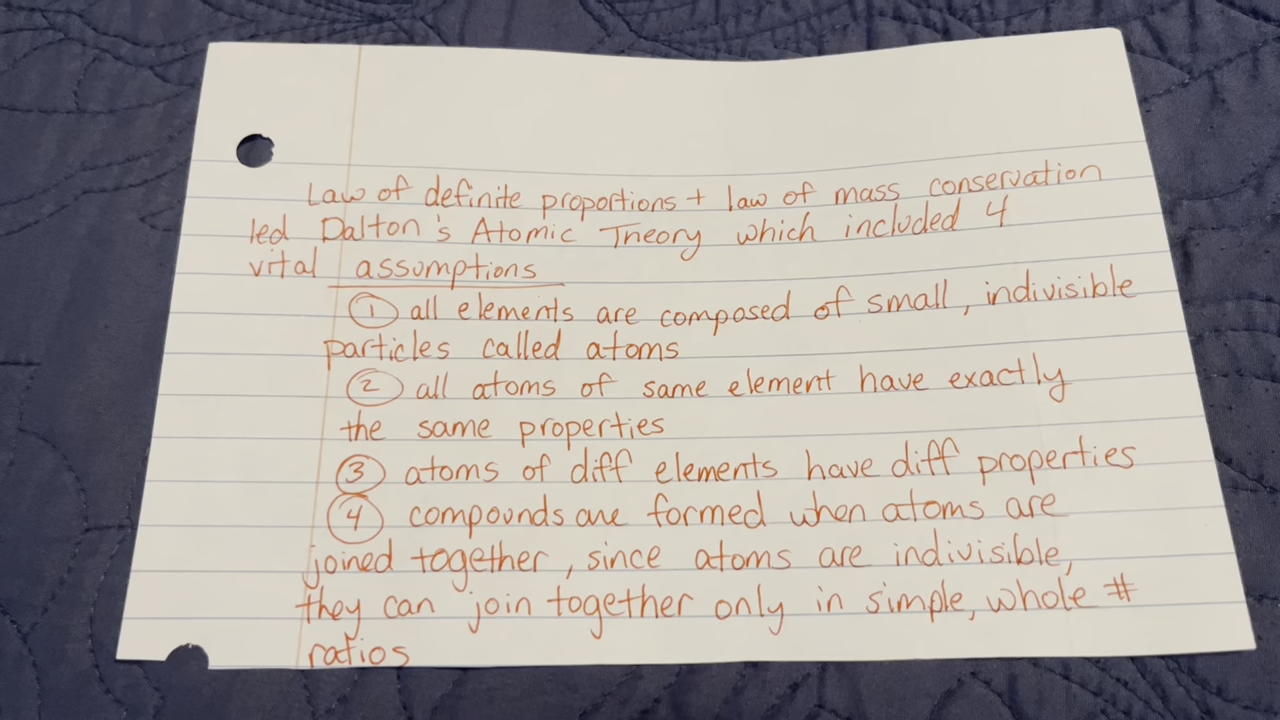 Law of definite proportions + law of mass conservation
led Dalton's Atomic Theory which included 4
vital assumptions
① all elements are composed of small, indivisible
particles called atoms
② all atoms of same element have exactly
the same properties
③ atoms of diff elements have diff properties
④ compounds are formed when atoms are
joined together, since atoms are indivisible,
they can join together only in simple, whole #
ratios